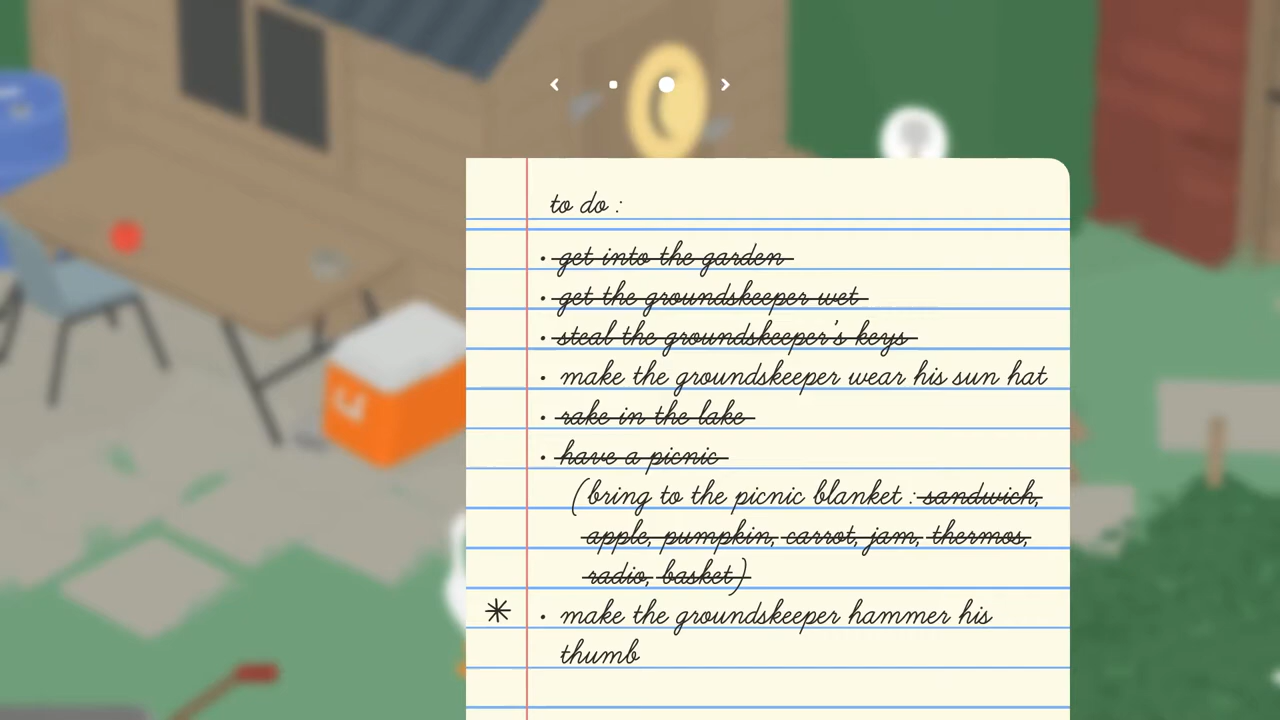 to do :
• get into the garden
• get the groundskeeper wet
• steal the groundskeeper's keys
• make the groundskeeper wear his sun hat
• rake in the lake
• have a picnic
(bring to the picnic blanket : sandwich,
apple, pumpkin, carrot, jam, thermos,
radio, basket)
• make the groundskeeper hammer his
thumb